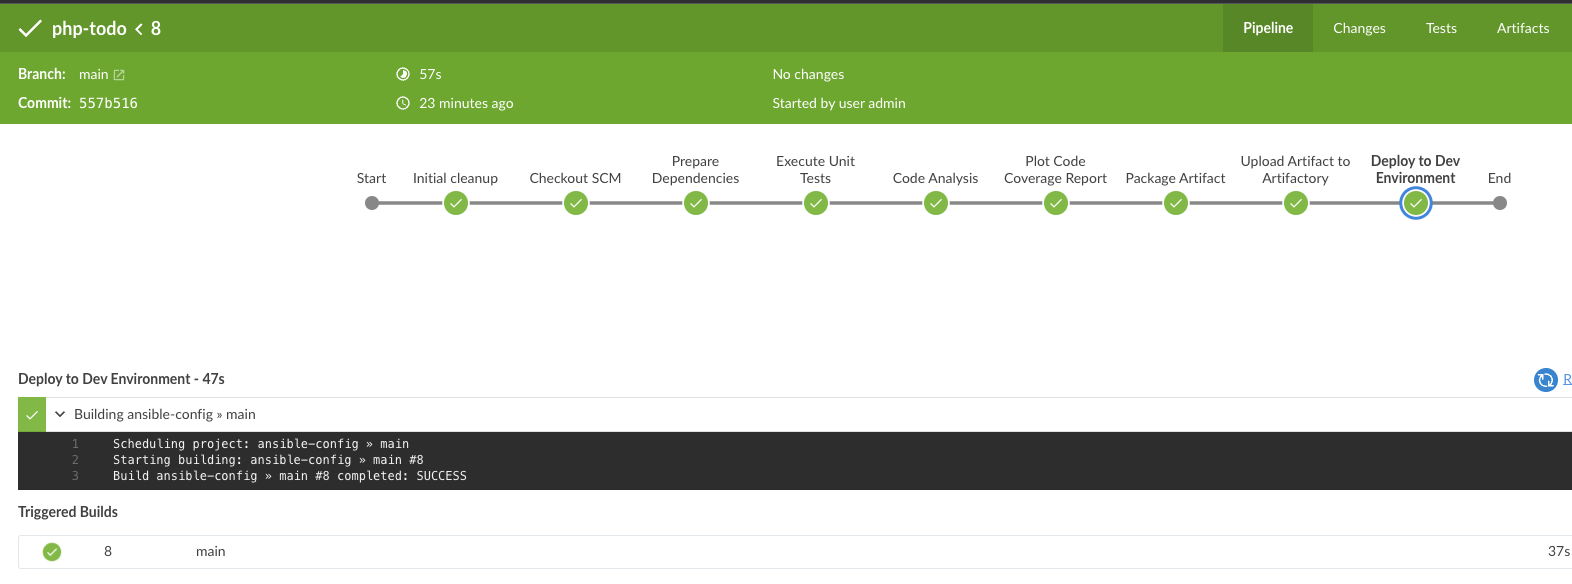 php-todo < 8
Pipeline
Changes
Tests
Artifacts
Branch: main
57s
No changes
Commit: 557b516
23 minutes ago
Started by user admin
Start
Initial cleanup
Checkout SCM
Prepare
Dependencies
Execute Unit
Tests
Code Analysis
Plot Code
Coverage Report
Package Artifact
Upload Artifact to
Artifactory
Deploy to Dev
Environment
End
Deploy to Dev Environment - 47s
R
Building ansible-config » main
1 Scheduling project: ansible-config » main
2 Starting building: ansible-config » main #8
3 Build ansible-config » main #8 completed: SUCCESS
Triggered Builds
8 main 37s